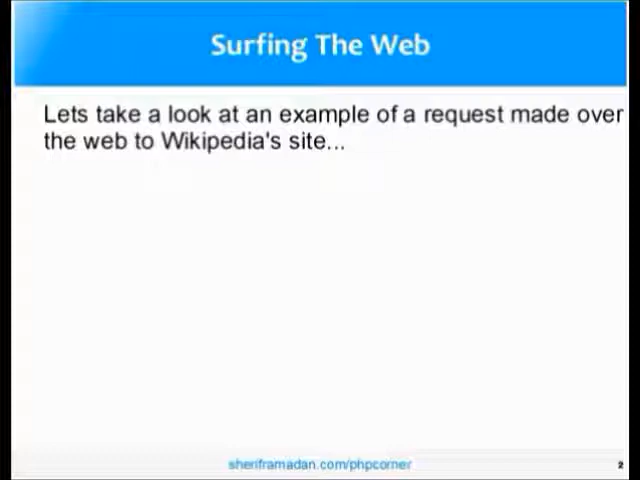 Surfing The Web
Lets take a look at an example of a request made over
the web to Wikipedia's site...
sheriframadan.com/phpcorner
2